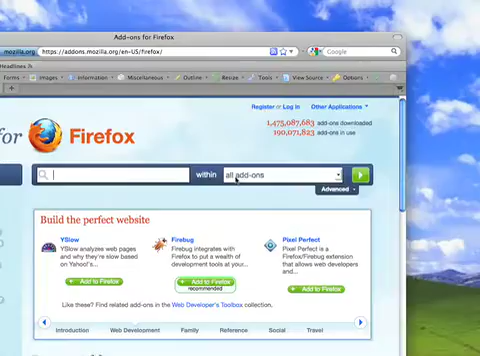 Add-ons for Firefox
mozilla.org https://addons.mozilla.org/en-US/firefox/
Google
Headlines
Forms Images Information Miscellaneous Outline Resize Tools View Source Options
Register or Log In Other Applications
1,475,087,683 add-ons downloaded
190,071,823 add-ons in use
for Firefox
within all add-ons
Advanced
Build the perfect website
YSlow
YSlow analyzes web pages
and why they're slow based
on Yahoo!'s...
Add to Firefox
Firebug
Firebug integrates with
Firefox to put a wealth of
development tools at your...
Add to Firefox
recommended
Pixel Perfect
Pixel Perfect is a
Firefox/Firebug extension
that allows web developers
and...
Add to Firefox
Like these? Find related add-ons in the Web Developer's Toolbox collection.
Introduction Web Development Family Reference Social Travel